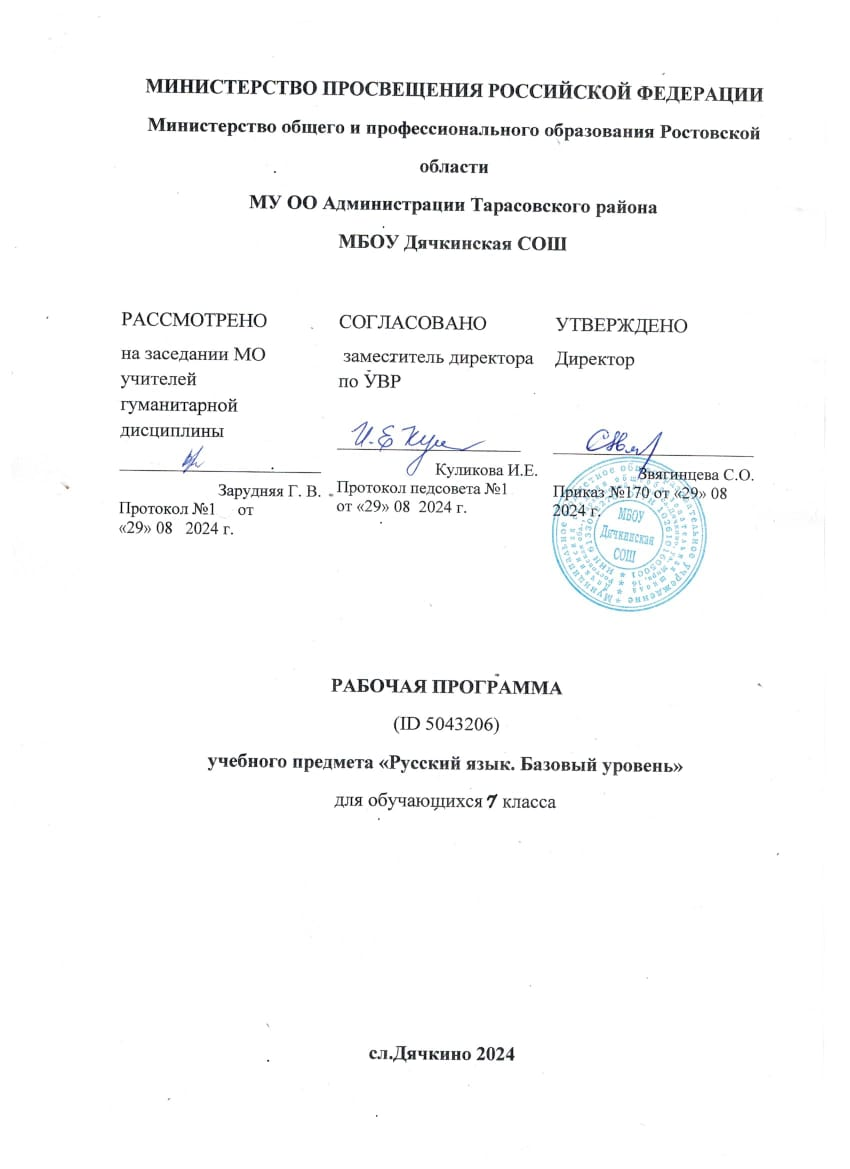 МИНИСТЕРСТВО ПРОСВЕЩЕНИЯ РОССИЙСКОЙ ФЕДЕРАЦИИ
Министерство общего и профессионального образования Ростовской
области
МУ ОО Администрации Тарасовского района
МБОУ Дячкинская СОШ
РАССМОТРЕНО
на заседании МО
учителей
гуманитарной
дисциплины
Зарудняя Г. В.
Протокол №1 от
«29» 08 2024 г.
СОГЛАСОВАНО
заместитель директора
по УВР
И.Е Кул
Куликова И.Е.
Протокол педсовета №1
от «29» 08 2024 г.
УТВЕРЖДЕНО
Директор
Звягинцева С.О.
Приказ №170 от «29» 08
2024 г.
МБОУ
Дячкинская
СОШ
РАБОЧАЯ ПРОГРАММА
(ID 5043206)
учебного предмета «Русский язык. Базовый уровень»
для обучающихся 7 класса
сл.Дячкино 2024